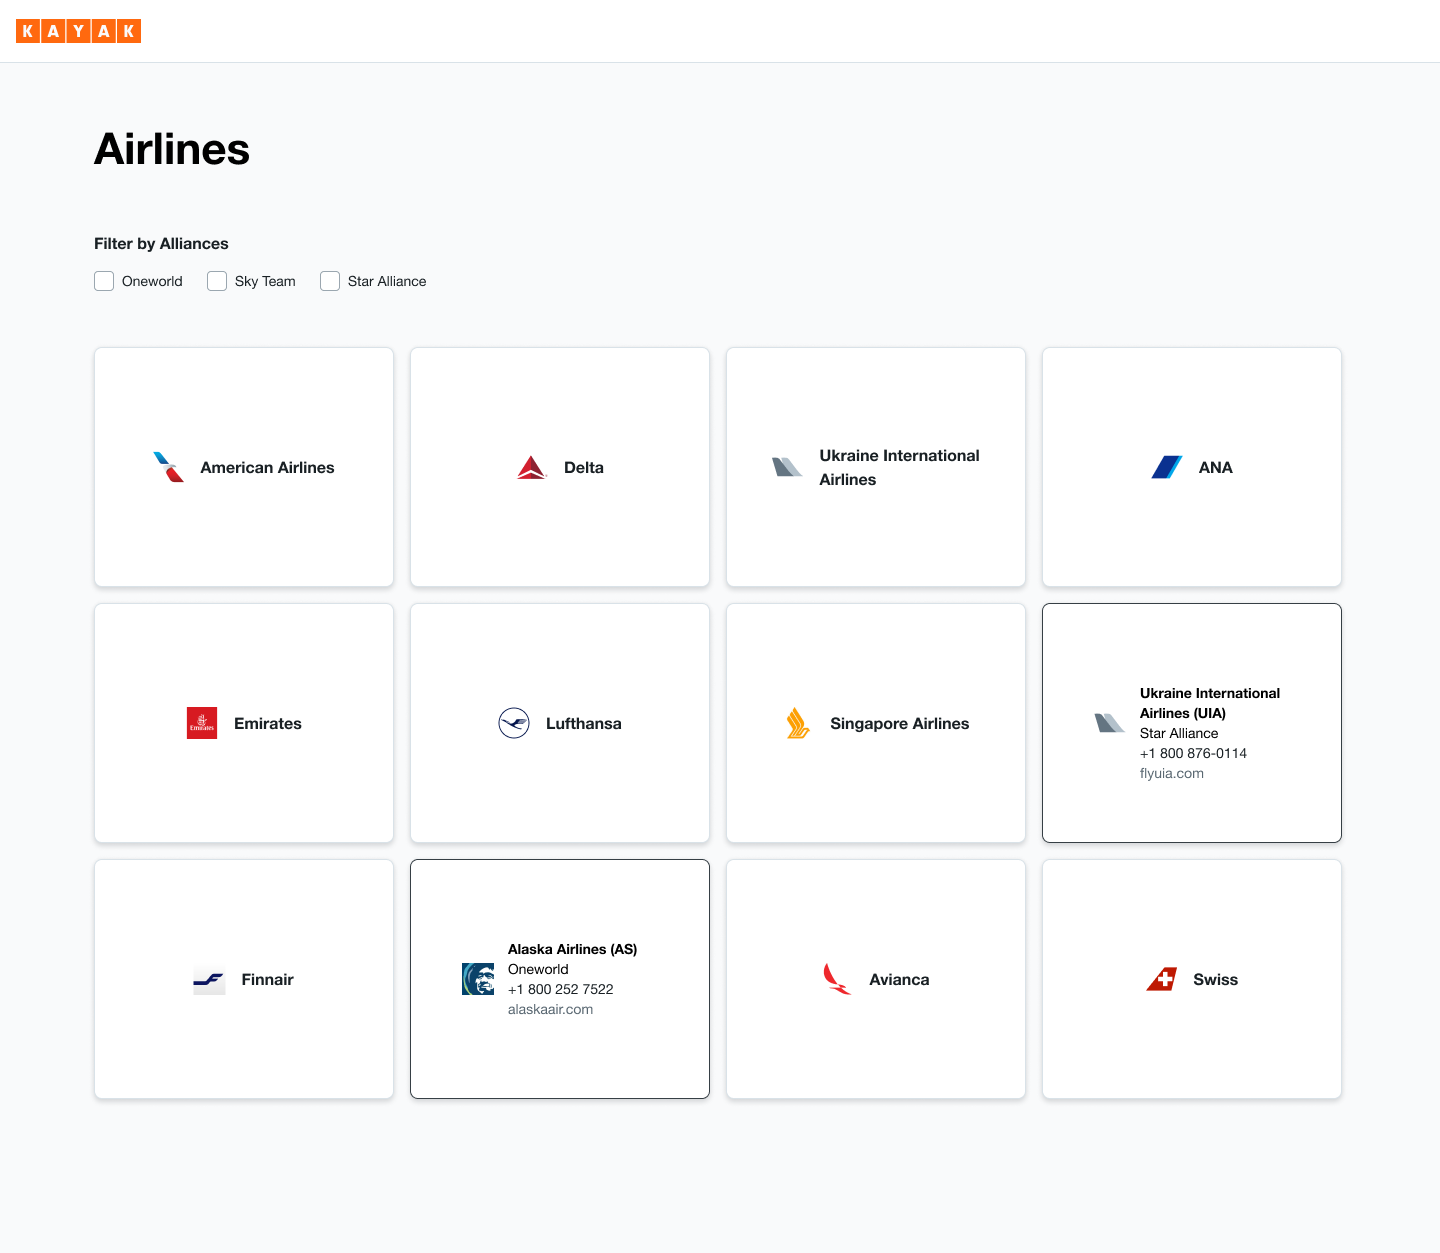 KAYAK
Airlines
Filter by Alliances
Oneworld Sky Team Star Alliance
American Airlines
Delta
Ukraine International
Airlines
ANA
Emirates
Emirates
Lufthansa
Singapore Airlines
Ukraine International
Airlines (UIA)
Star Alliance
+1 800 876-0114
flyuia.com
Finnair
Alaska Airlines (AS)
Oneworld
+1 800 252 7522
alaskaair.com
Avianca
Swiss